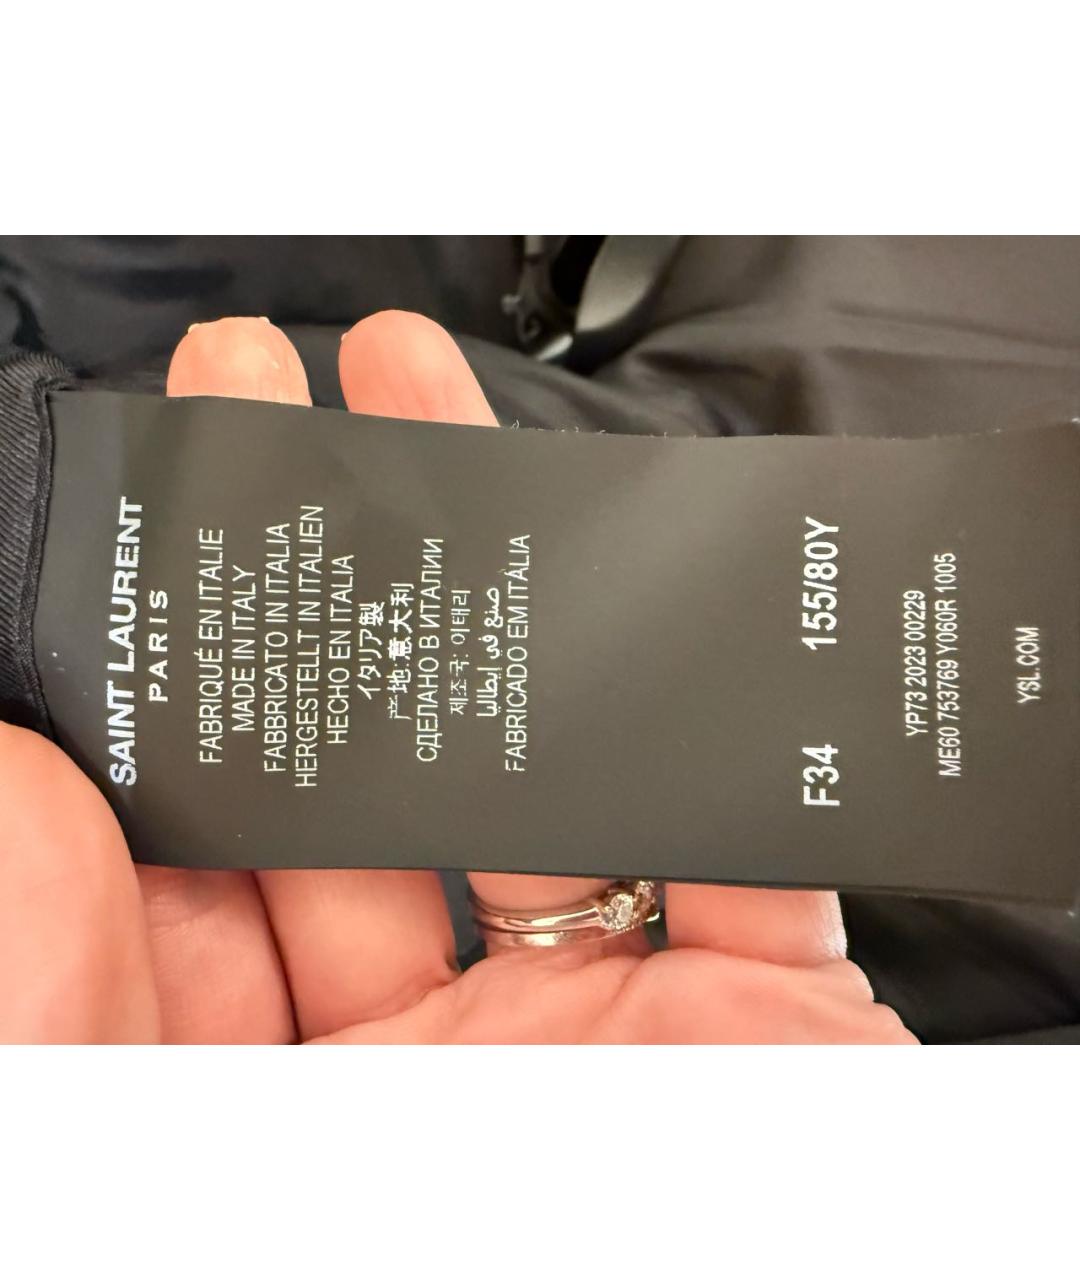 SAINT LAURENT
PARIS
FABRIQUÉ EN ITALIE
MADE IN ITALY
FABBRICATO IN ITALIA
HERGESTELLT IN ITALIEN
HECHO EN ITALIA
イタリア製
产地:意大利
СДЕЛАНО В ИТАЛИИ
제조국: 이태리
صنع في إيطاليا
FABRICADO EM ITÁLIA
F34 155/80Y
YP73 2023 00229
ME60 753769 Y060R 1005
YSL.COM